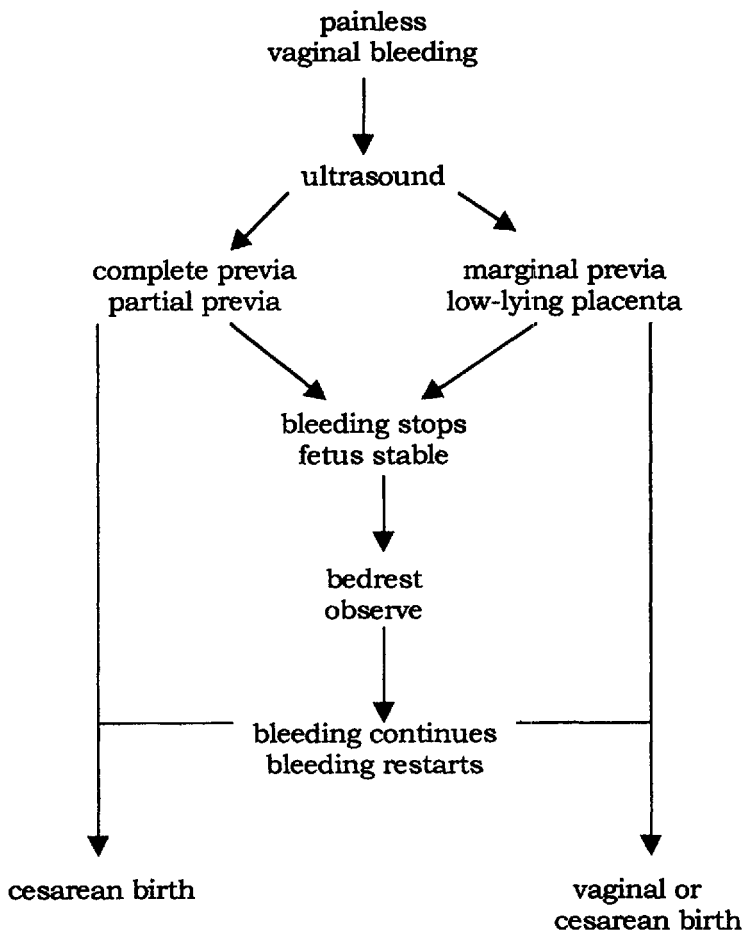 painless
vaginal bleeding
ultrasound
complete previa
partial previa
marginal previa
low-lying placenta
bleeding stops
fetus stable
bedrest
observe
bleeding continues
bleeding restarts
cesarean birth
vaginal or
cesarean birth